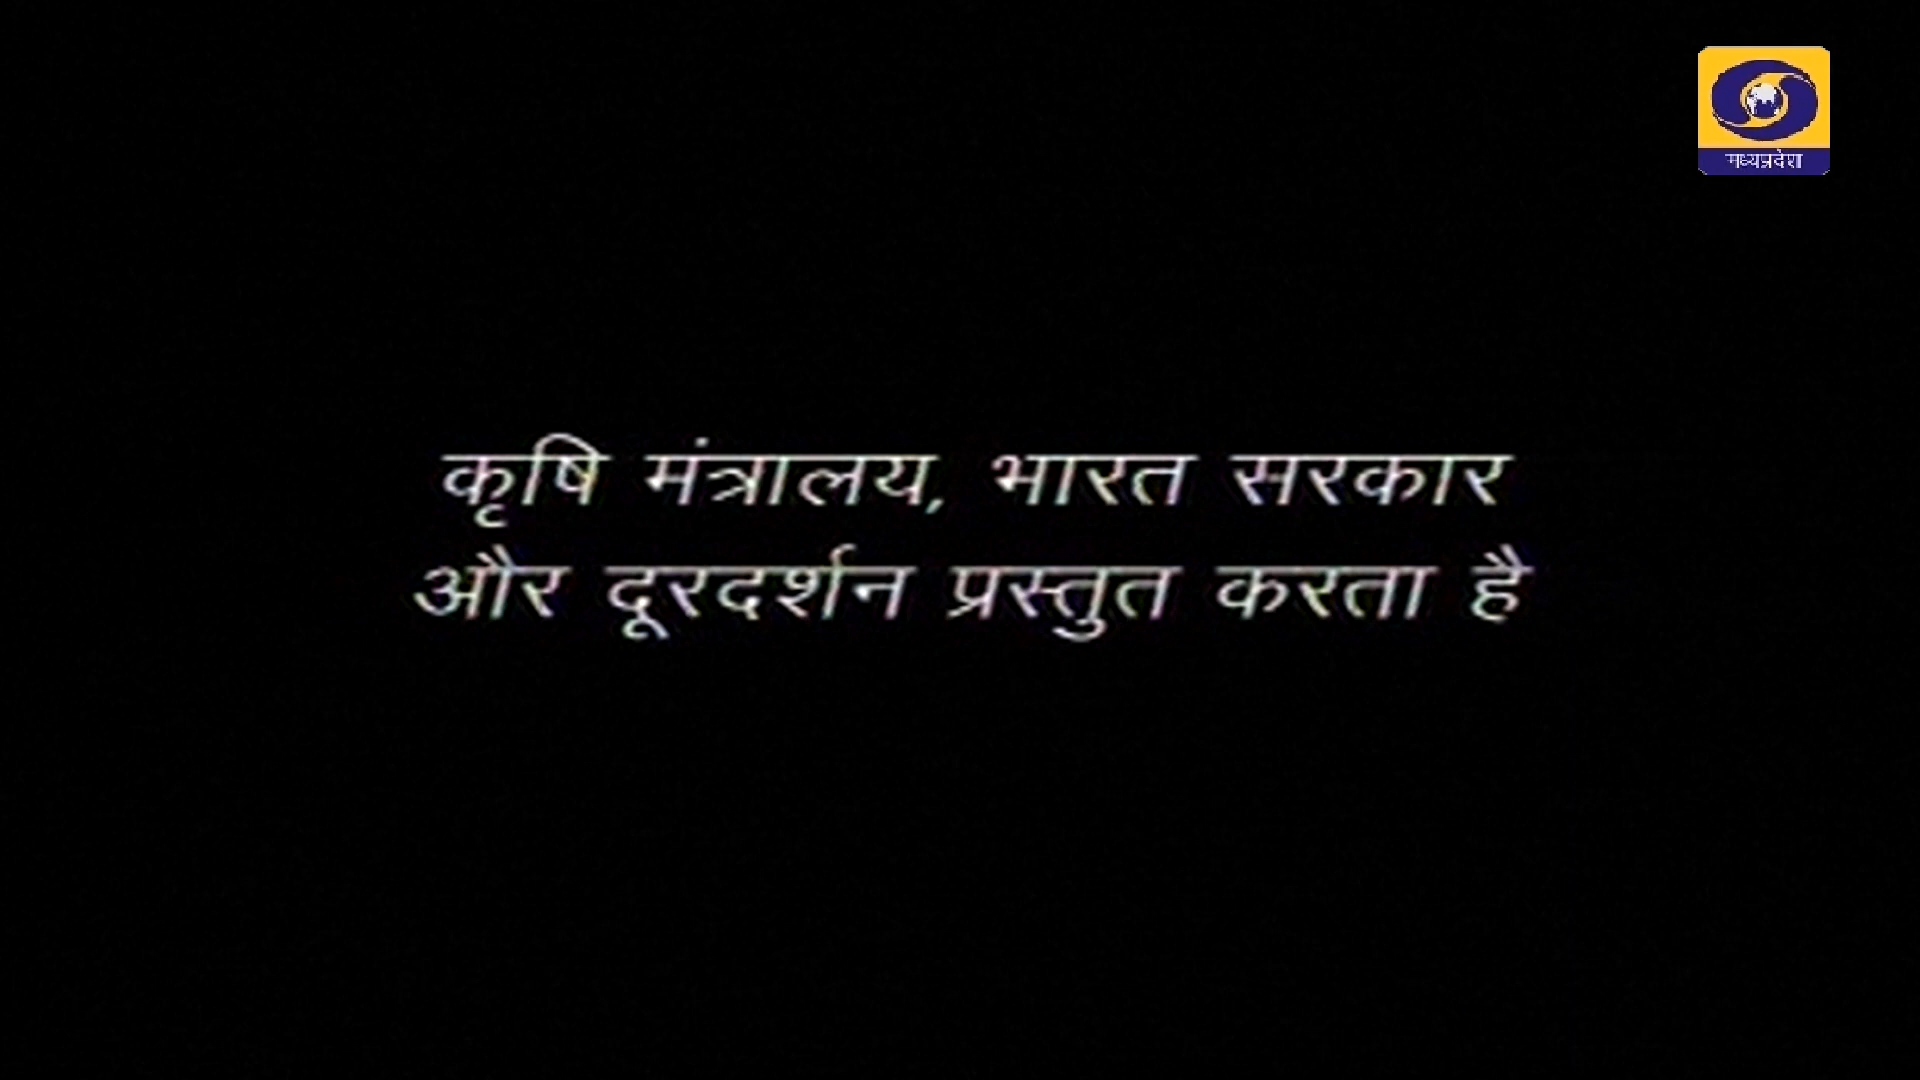 मध्यप्रदेश
कृषि मंत्रालय, भारत सरकार
और दूरदर्शन प्रस्तुत करता है